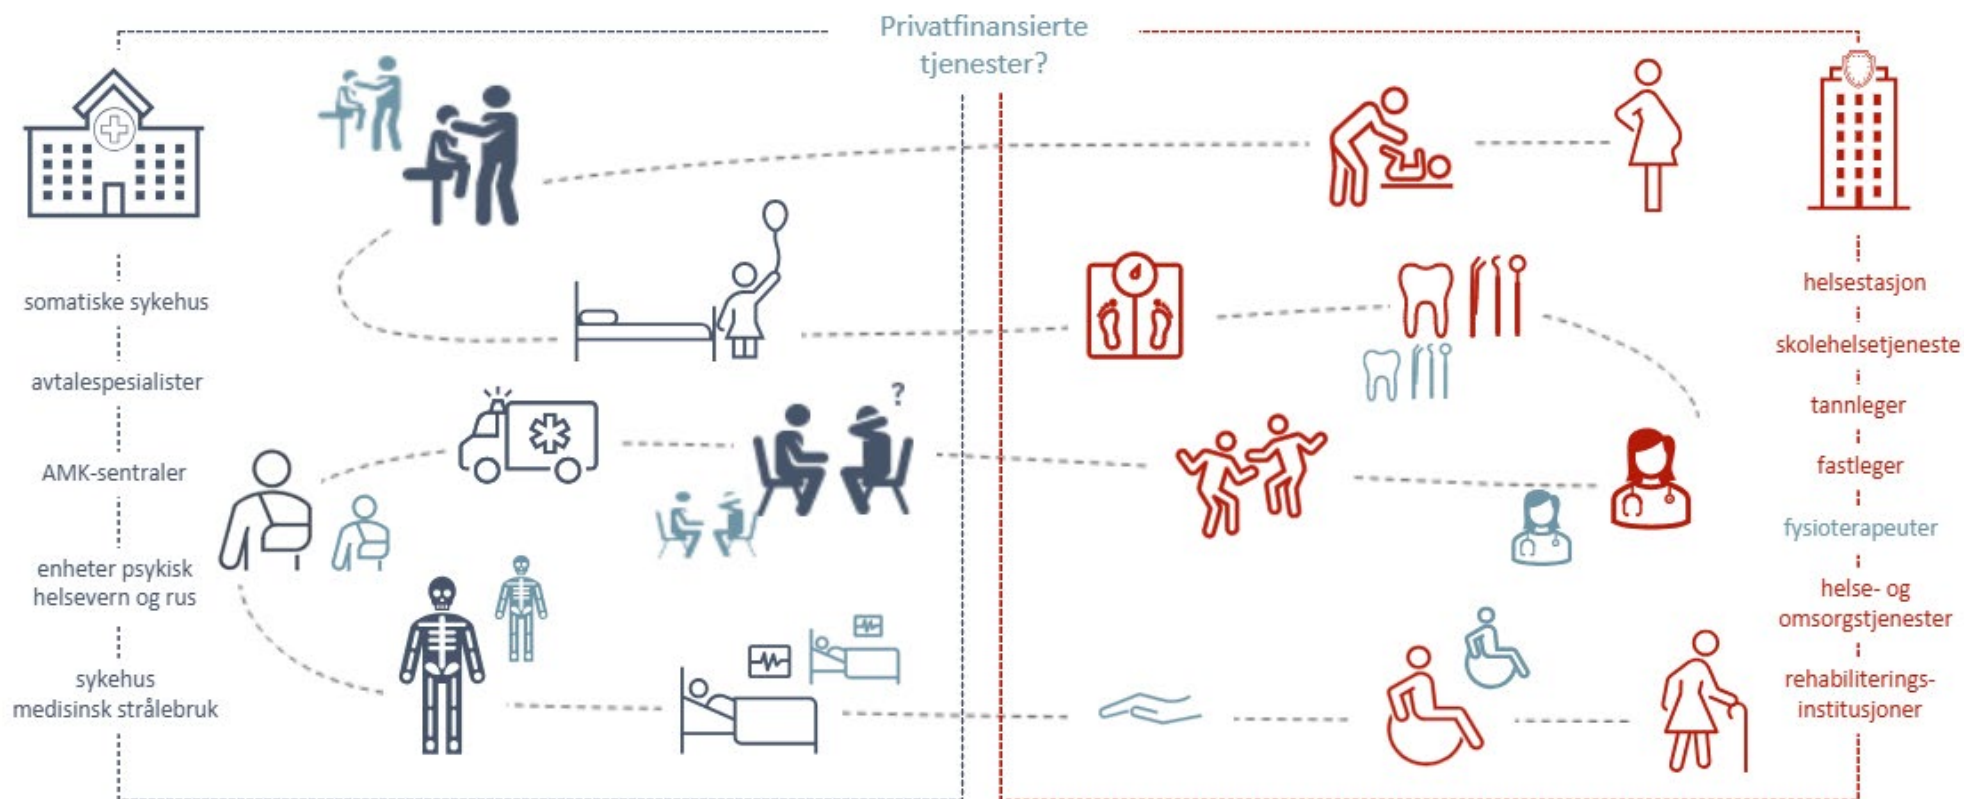 Privatfinansierte
tjenester?
somatiske sykehus
avtalespesialister
AMK-sentraler
enheter psykisk
helsevern og rus
sykehus
medisinsk strålebruk
?
helsestasjon
skolehelsetjeneste
tannleger
fastleger
fysioterapeuter
helse- og
omsorgstjenester
rehabiliterings-
institusjoner